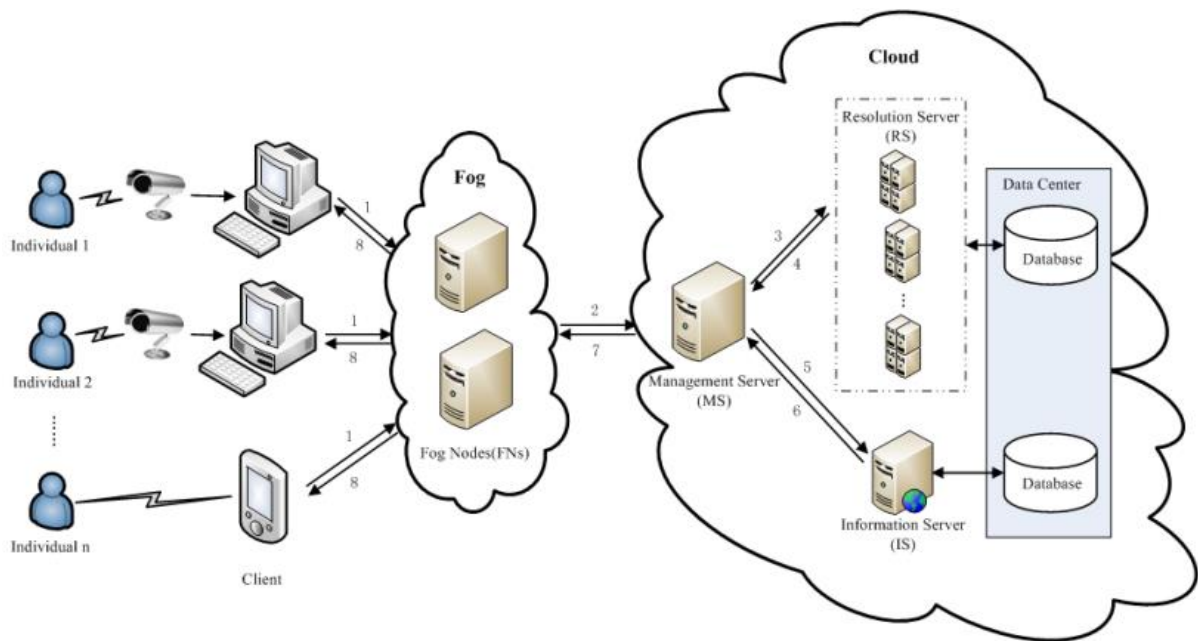 Cloud
Resolution Server
(RS)
Data Center
Database
Fog
1
8
Individual 1
3
4
2
7
1
8
Individual 2
Management Server
(MS)
5
6
Fog Nodes(FNs)
1
8
Individual n
Client
Database
Information Server
(IS)